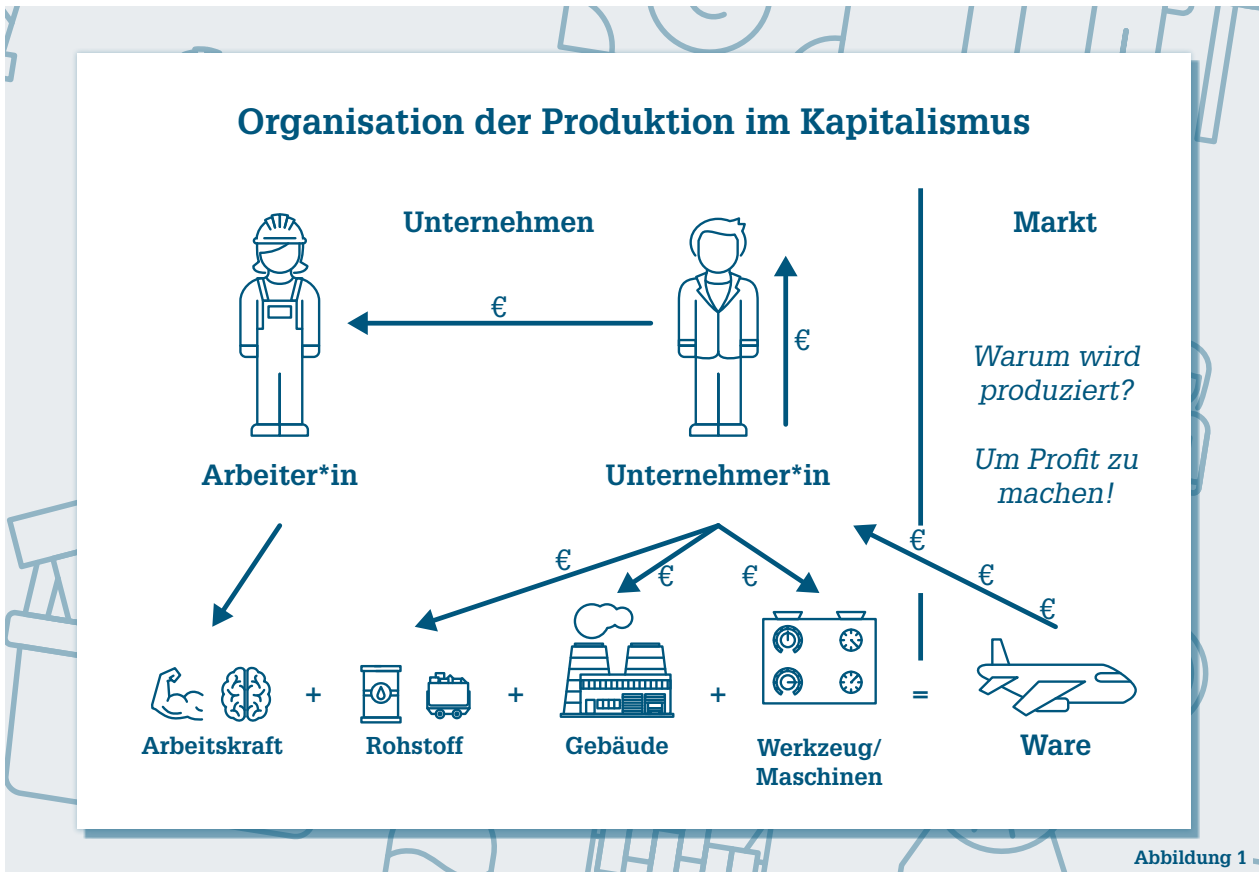 Organisation der Produktion im Kapitalismus
Unternehmen
Markt
€
€
Warum wird
produziert?
Um Profit zu
machen!
Arbeiter*in
Unternehmer*in
€
€
€
€
€
€
+
+
+
=
Arbeitskraft
Rohstoff
Gebäude
Werkzeug/
Maschinen
Ware
Abbildung 1